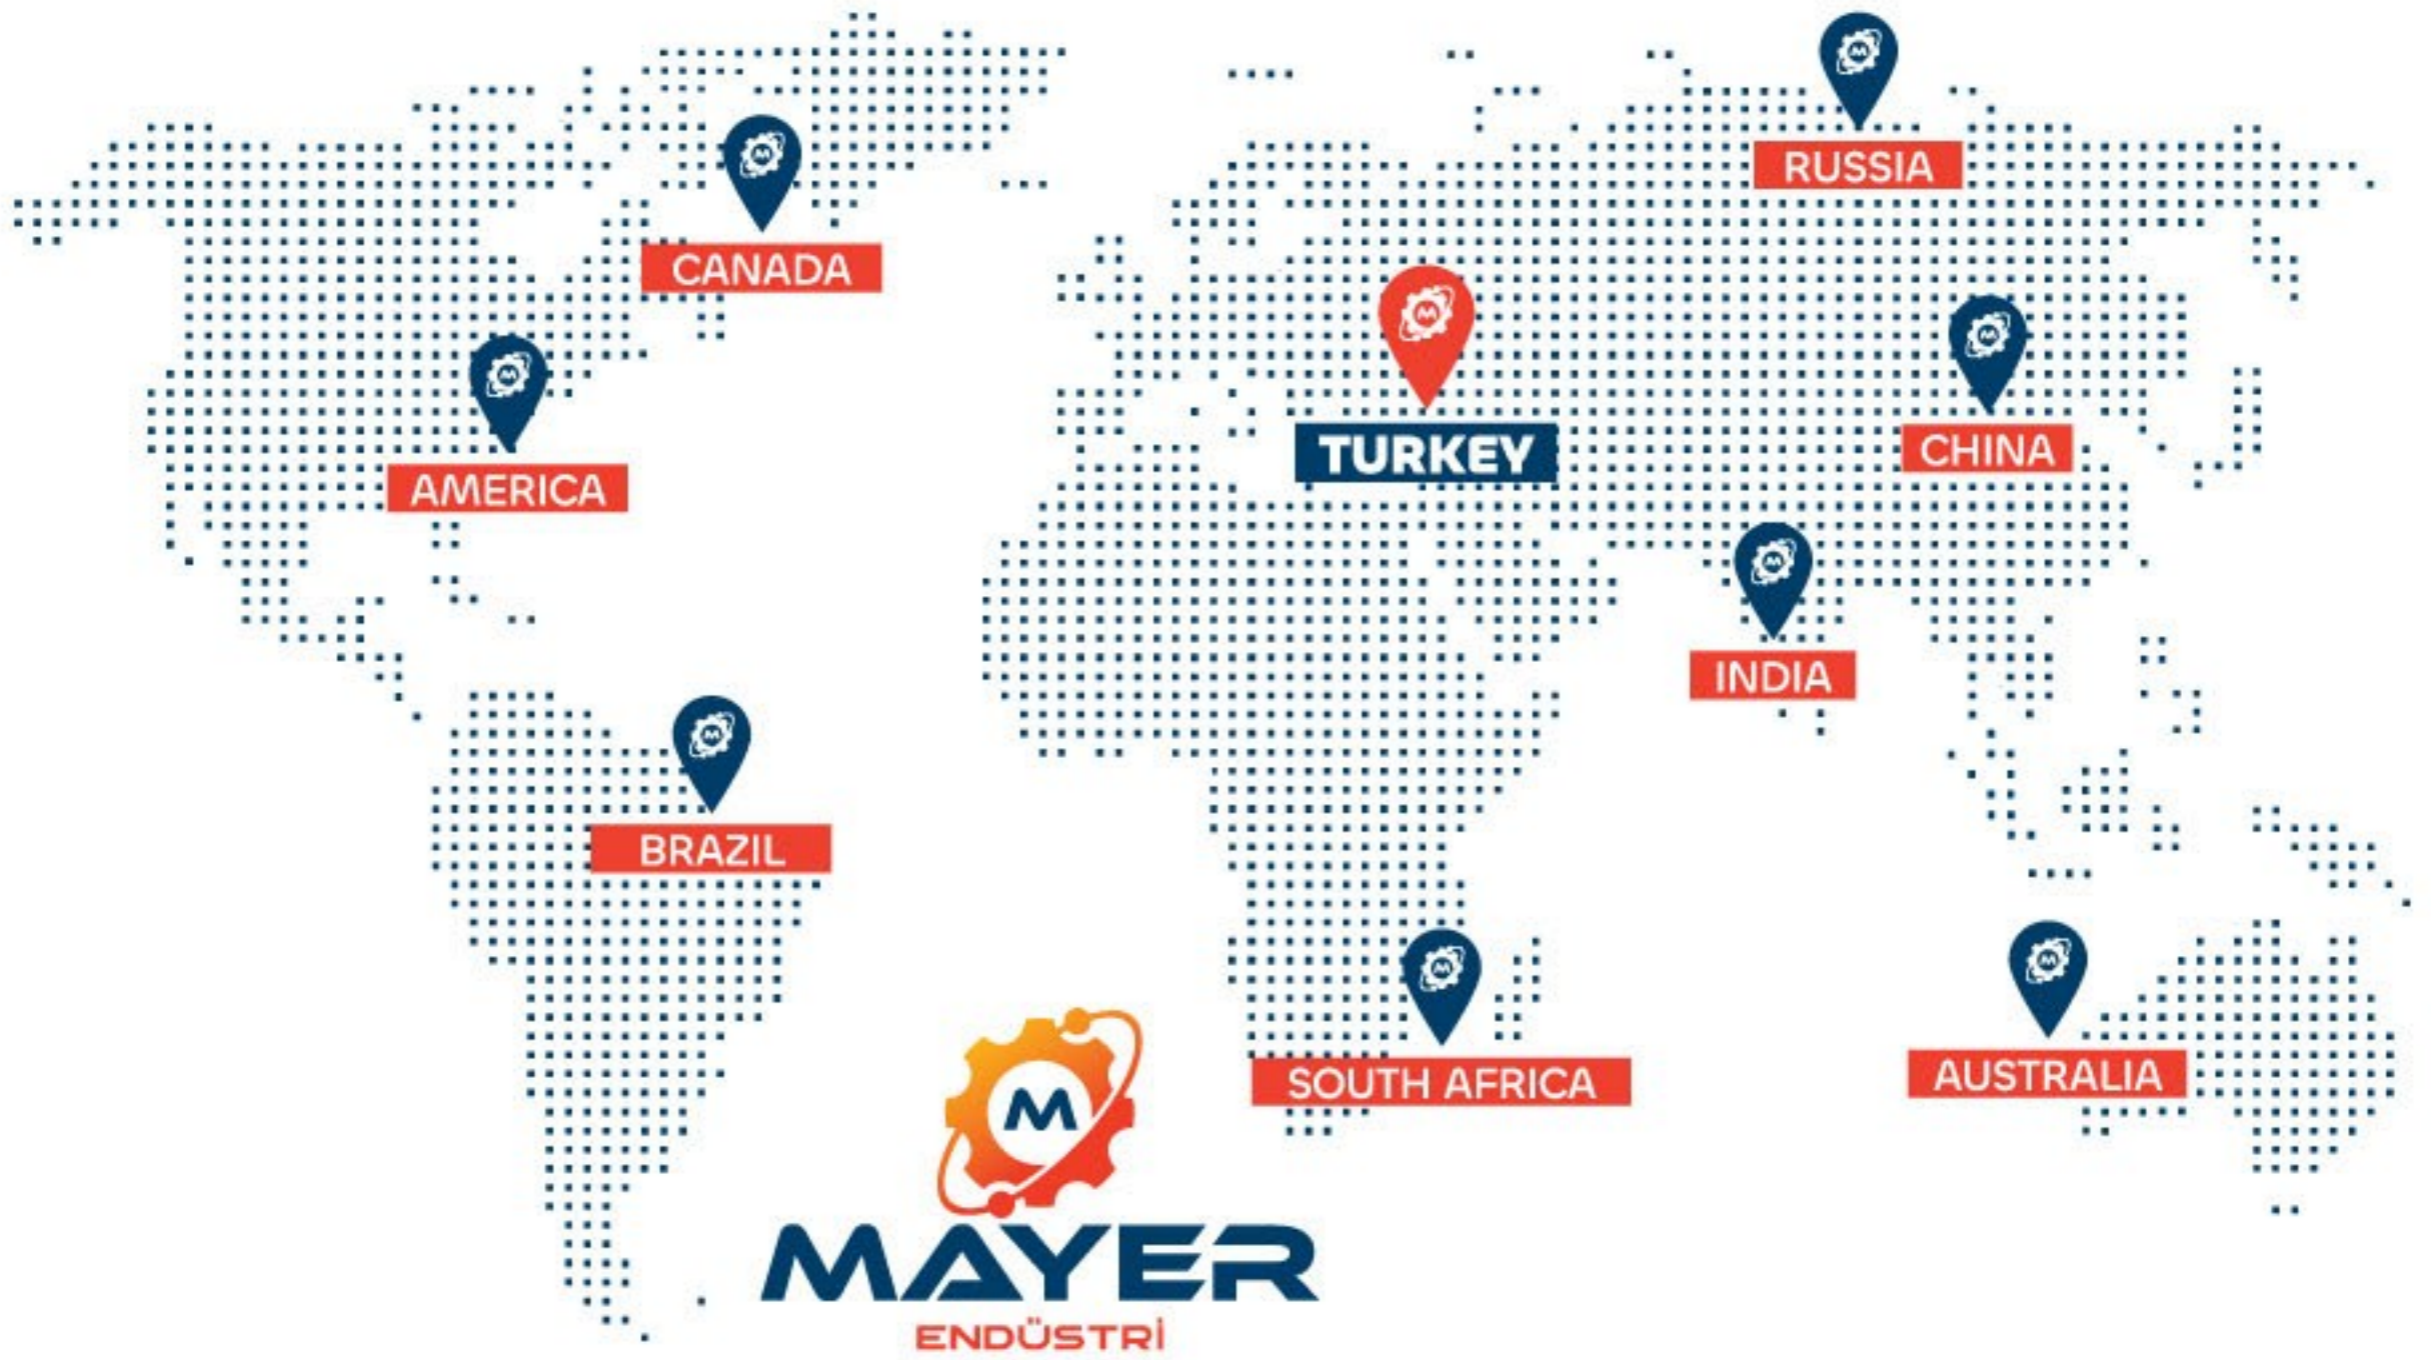 RUSSIA
CANADA
TURKEY
CHINA
AMERICA
INDIA
BRAZIL
SOUTH AFRICA
AUSTRALIA
M
MAYER
ENDÜSTRİ